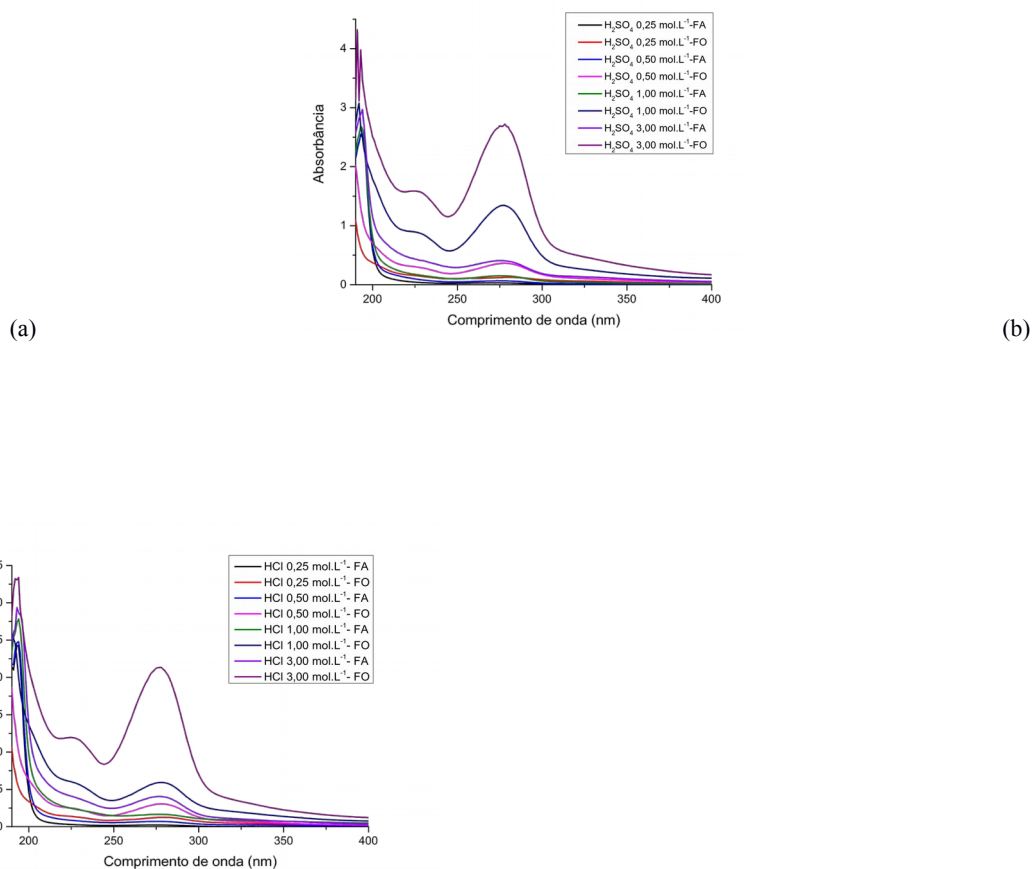 H₂SO₄ 0,25 mol.L⁻¹-FA
H₂SO₄ 0,25 mol.L⁻¹-FO
H₂SO₄ 0,50 mol.L⁻¹-FA
H₂SO₄ 0,50 mol.L⁻¹-FO
H₂SO₄ 1,00 mol.L⁻¹-FA
H₂SO₄ 1,00 mol.L⁻¹-FO
H₂SO₄ 3,00 mol.L⁻¹-FA
H₂SO₄ 3,00 mol.L⁻¹-FO
Absorbância
4
3
2
1
0
200 250 300 350 400
Comprimento de onda (nm)
(a) (b)
HCl 0,25 mol.L⁻¹- FA
HCl 0,25 mol.L⁻¹- FO
HCl 0,50 mol.L⁻¹- FA
HCl 0,50 mol.L⁻¹- FO
HCl 1,00 mol.L⁻¹- FA
HCl 1,00 mol.L⁻¹- FO
HCl 3,00 mol.L⁻¹- FA
HCl 3,00 mol.L⁻¹- FO
200 250 300 350 400
Comprimento de onda (nm)